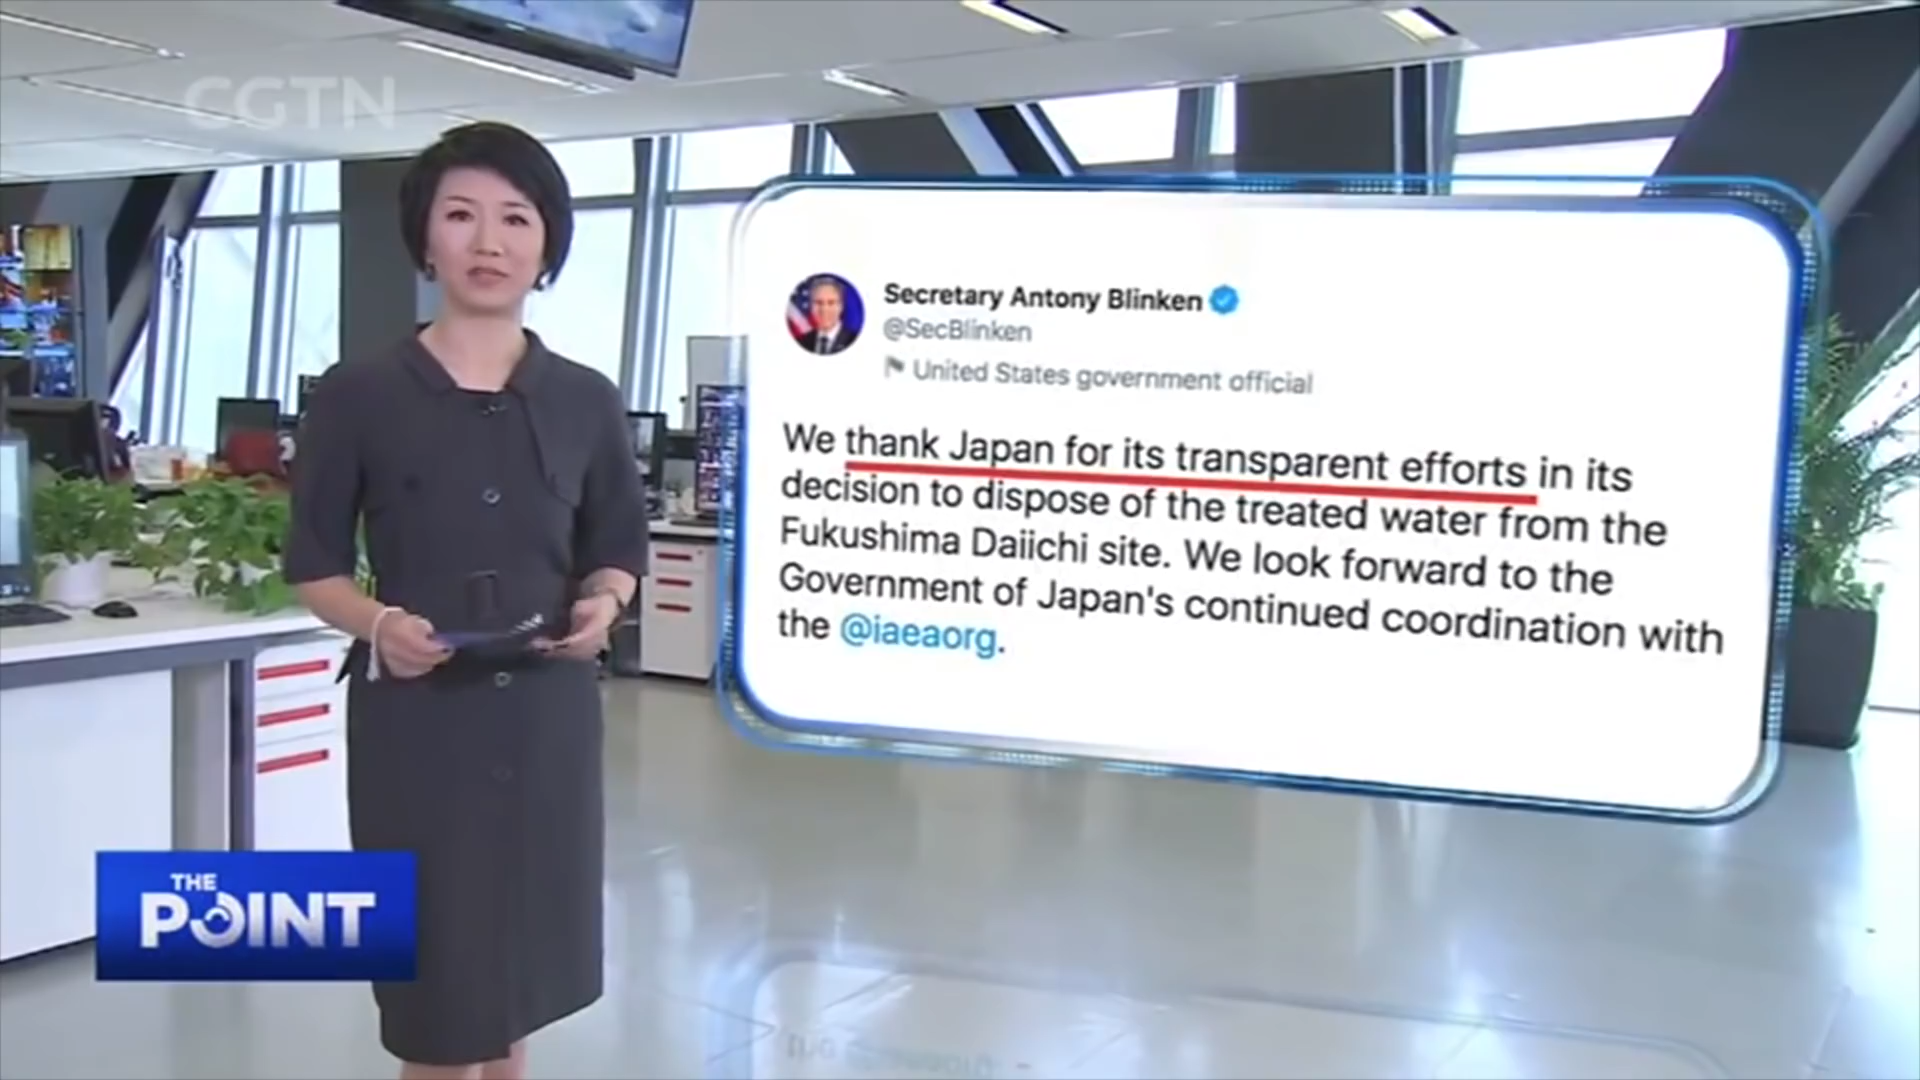 CGTN
Secretary Antony Blinken
@SecBlinken
United States government official
We thank Japan for its transparent efforts in its
decision to dispose of the treated water from the
Fukushima Daiichi site. We look forward to the
Government of Japan's continued coordination with
the @iaeaorg.
THE
POINT